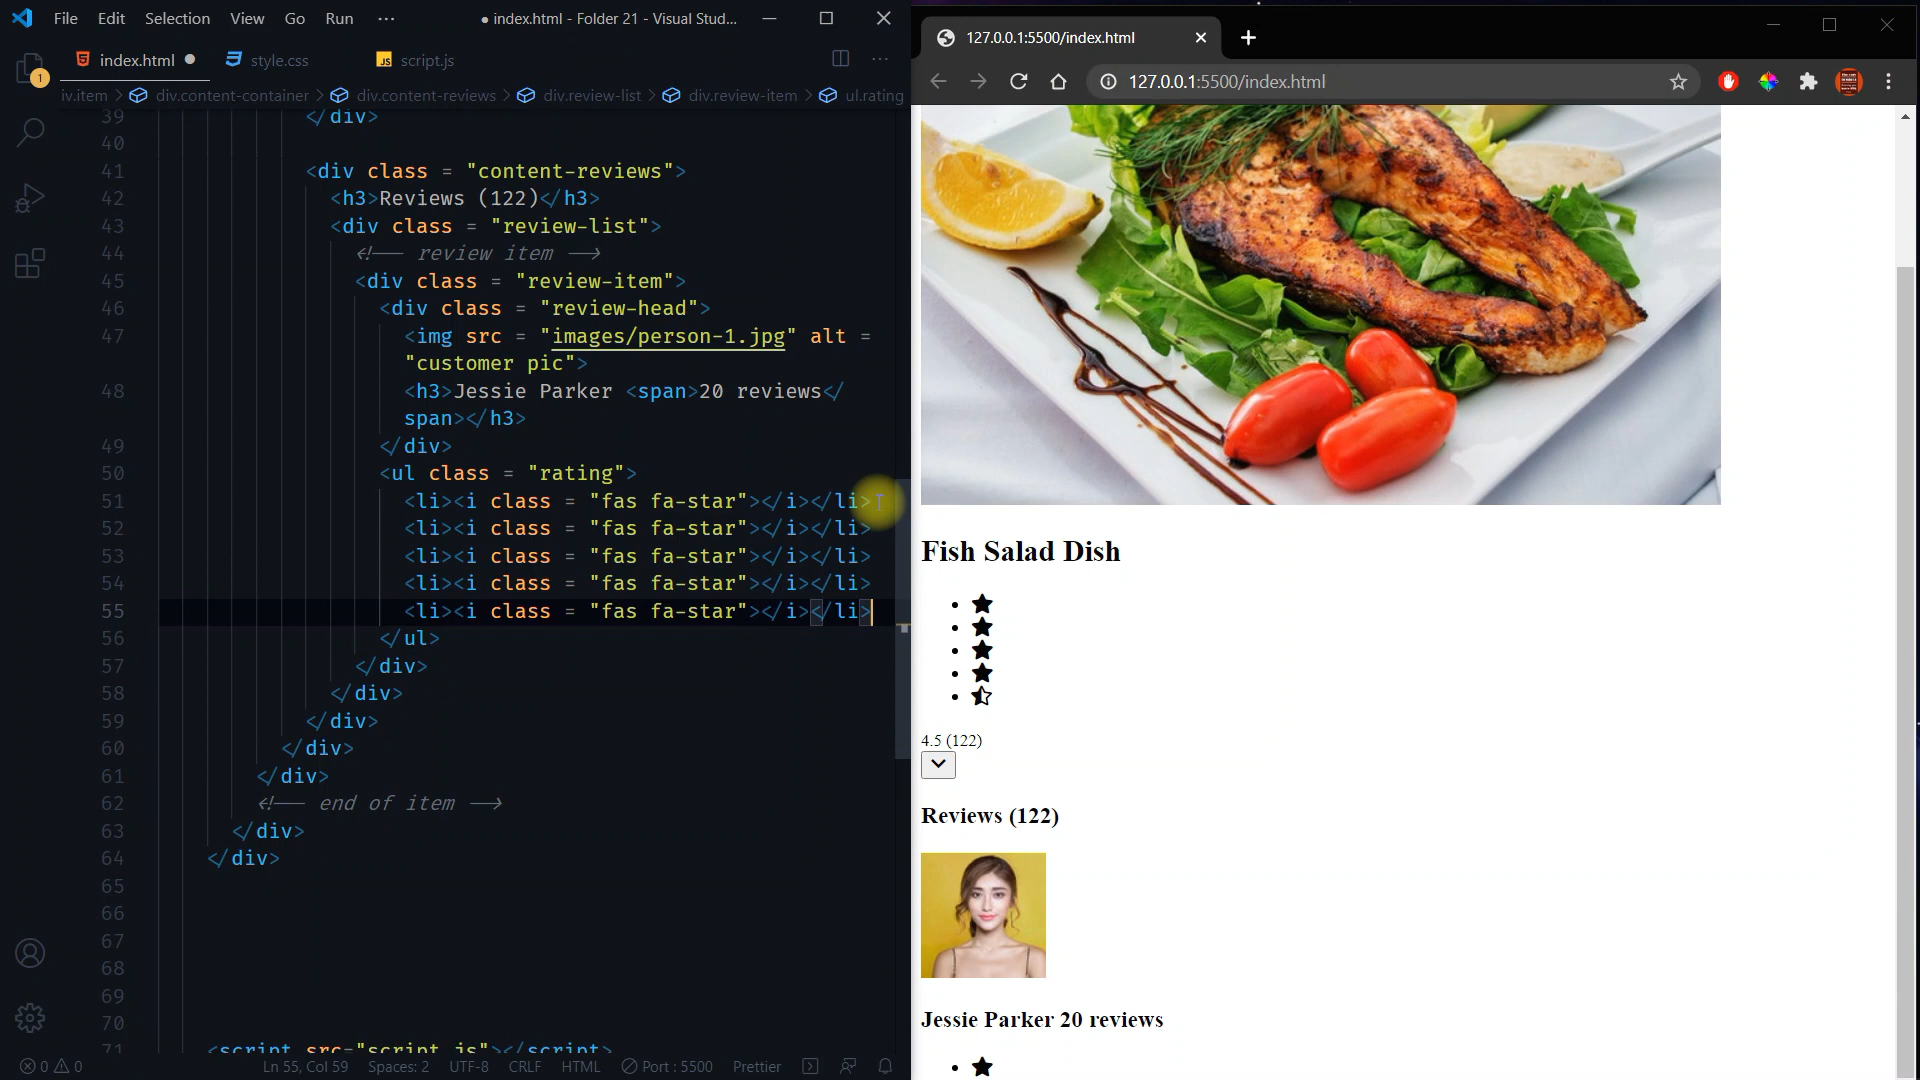 File Edit Selection View Go Run ··· ● index.html - Folder 21 - Visual Stud...
index.html ● style.css JS script.js ···
1
iv.item > div.content-container > div.content-reviews > div.review-list > div.review-item > ul.rating
39 </div>
40
41 <div class = "content-reviews">
42 <h3>Reviews (122)</h3>
43 <div class = "review-list">
44 <!-- review item -->
45 <div class = "review-item">
46 <div class = "review-head">
47 <img src = "images/person-1.jpg" alt =
"customer pic">
48 <h3>Jessie Parker <span>20 reviews</
span></h3>
49 </div>
50 <ul class = "rating">
51 <li><i class = "fas fa-star"></i></li>
52 <li><i class = "fas fa-star"></i></li>
53 <li><i class = "fas fa-star"></i></li>
54 <li><i class = "fas fa-star"></i></li>
55 <li><i class = "fas fa-star"></i></li>
56 </ul>
57 </div>
58 </div>
59 </div>
60 </div>
61 </div>
62 <!-- end of item -->
63 </div>
64 </div>
65
66
67
68
69
70
71 <script src="script.js"></script>
0 0 Ln 55, Col 59 Spaces: 2 UTF-8 CRLF HTML Port : 5500 Prettier
127.0.0.1:5500/index.html
127.0.0.1:5500/index.html
Fish Salad Dish
4.5 (122)
Reviews (122)
Jessie Parker 20 reviews